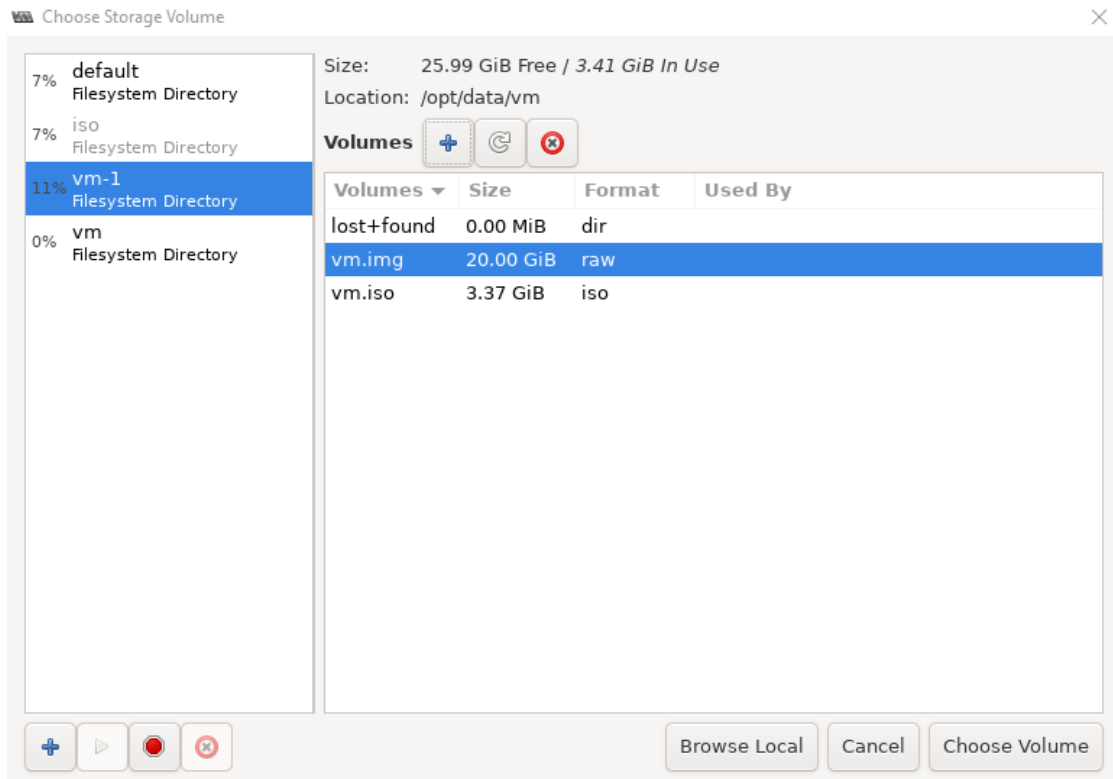 Choose Storage Volume
7% default
Filesystem Directory
7% iso
Filesystem Directory
11% vm-1
Filesystem Directory
0% vm
Filesystem Directory
Size: 25.99 GiB Free / 3.41 GiB In Use
Location: /opt/data/vm
Volumes
Volumes Size Format Used By
lost+found 0.00 MiB dir
vm.img 20.00 GiB raw
vm.iso 3.37 GiB iso
Browse Local Cancel Choose Volume